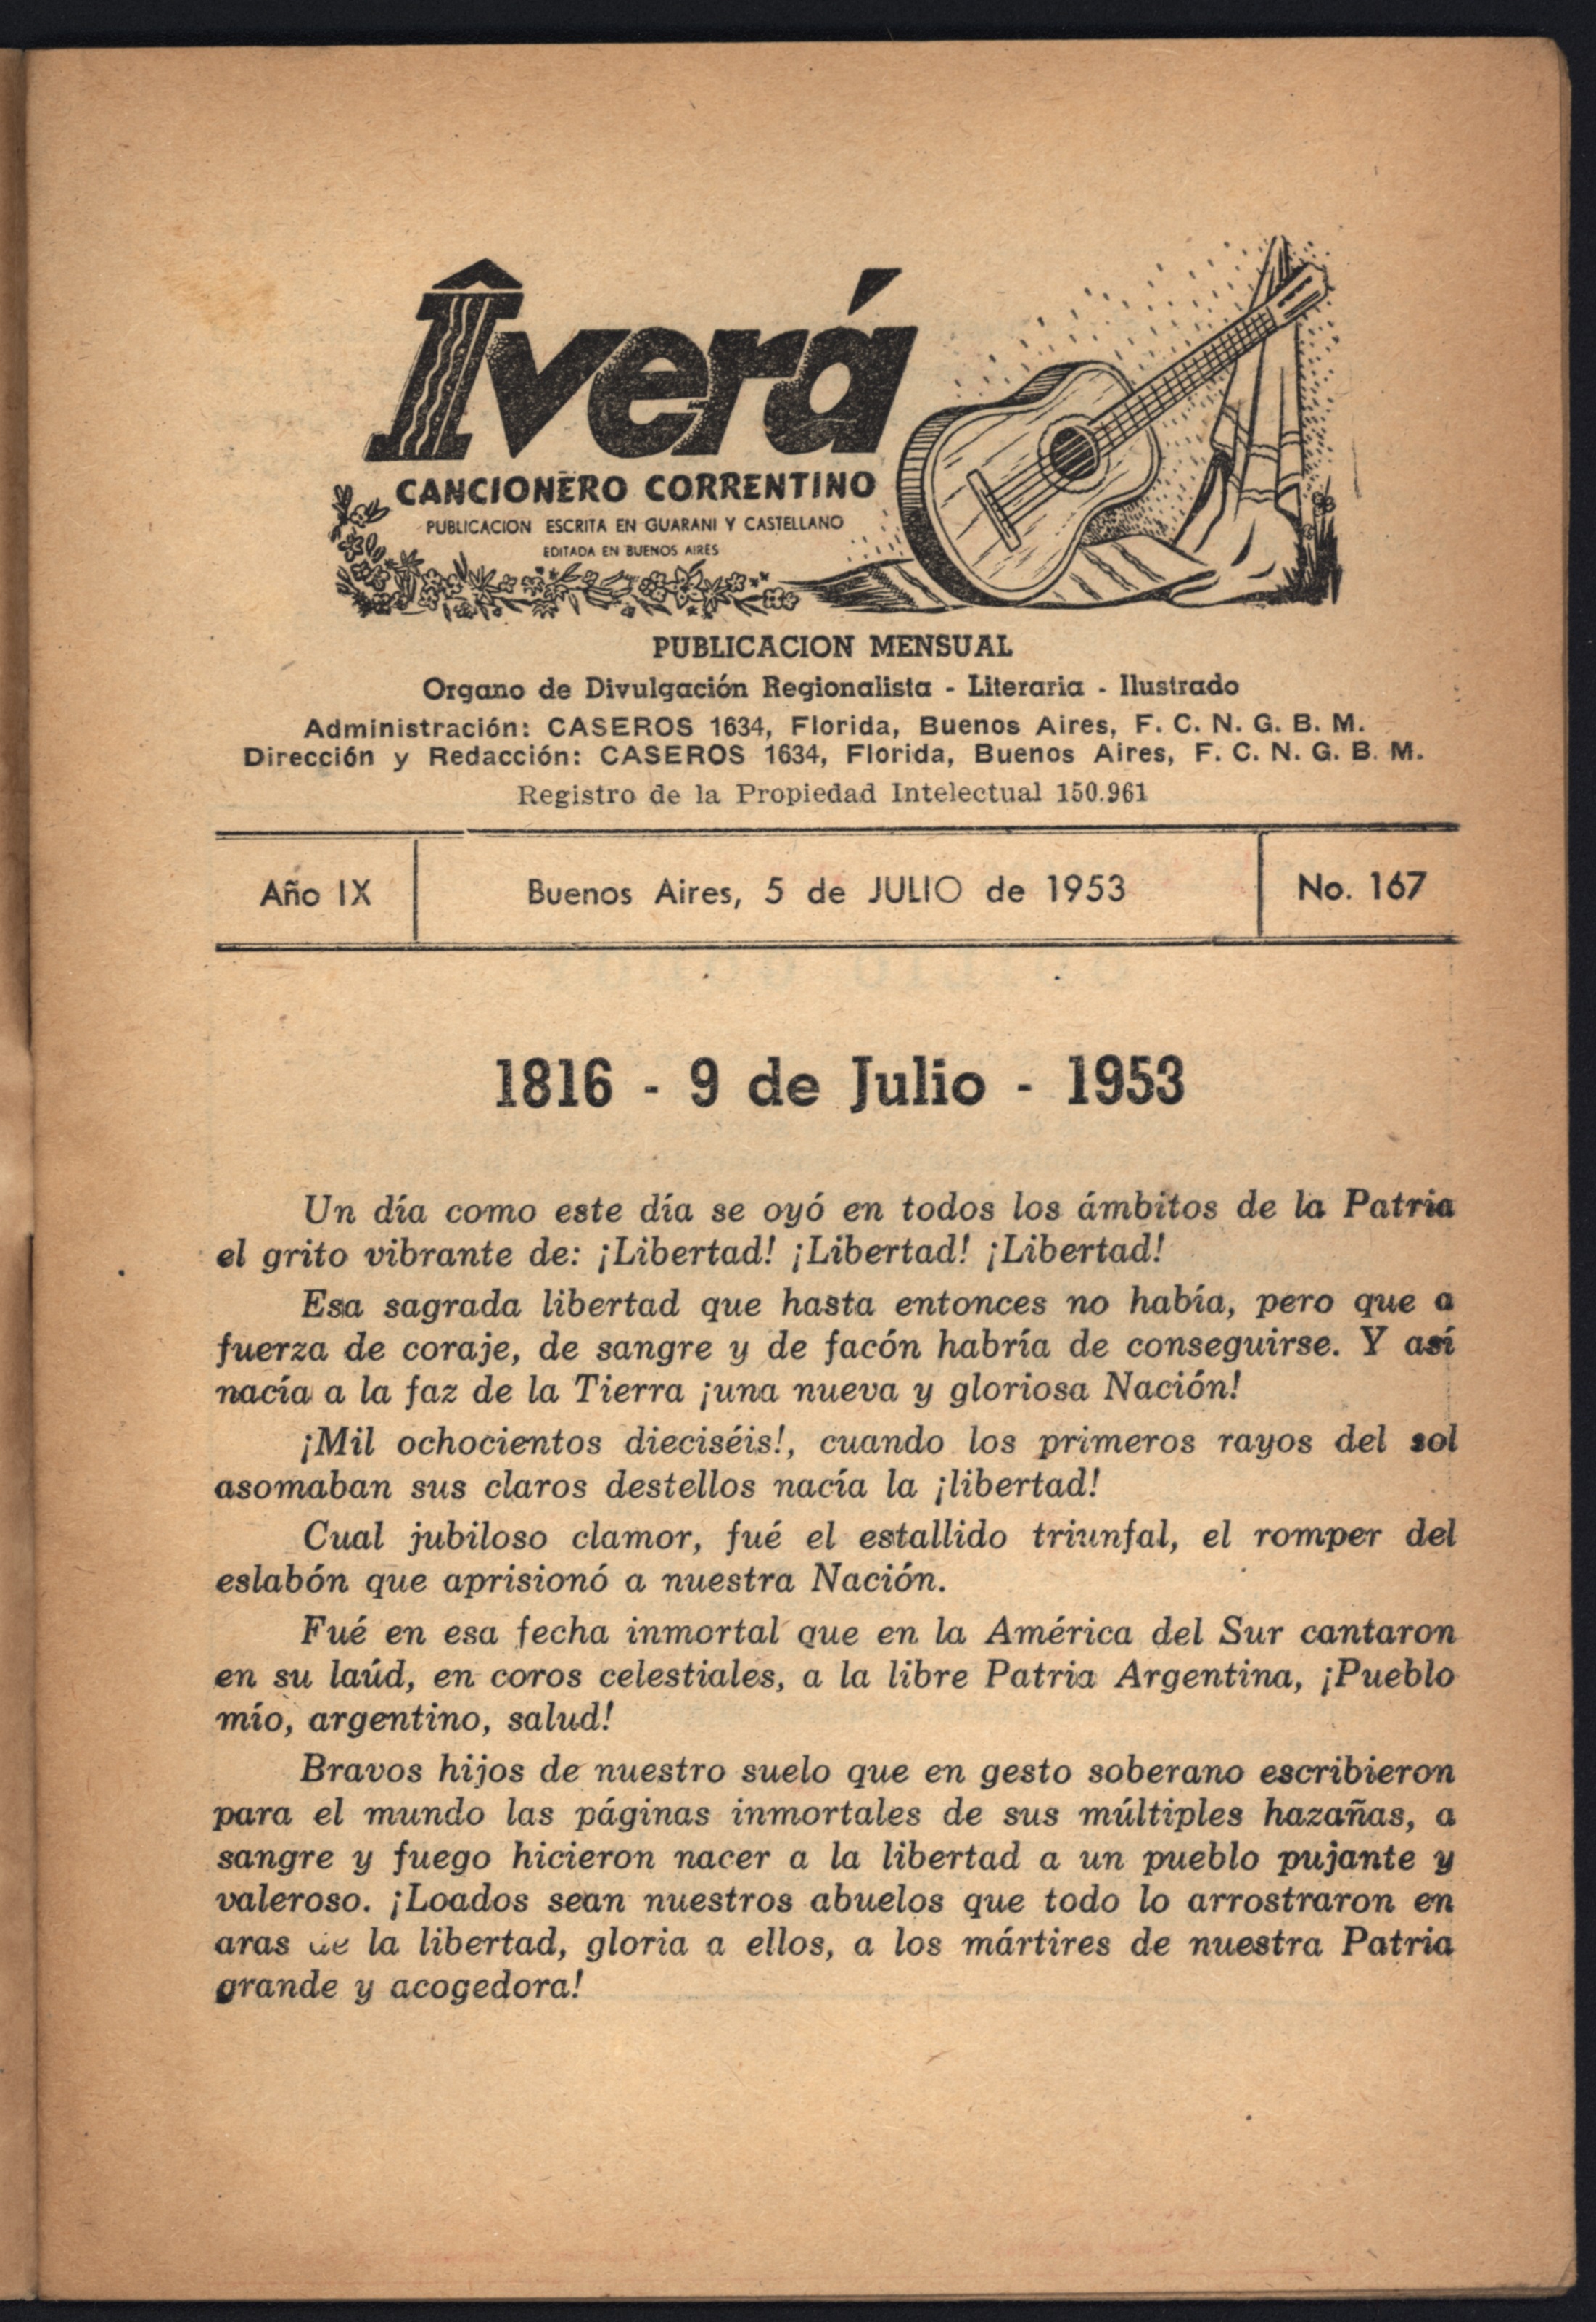 Îverá
CANCIONERO CORRENTINO
PUBLICACION ESCRITA EN GUARANI Y CASTELLANO
EDITADA EN BUENOS AIRES
PUBLICACION MENSUAL
Organo de Divulgación Regionalista - Literaria - Ilustrado
Administración: CASEROS 1634, Florida, Buenos Aires, F. C. N. G. B. M.
Dirección y Redacción: CASEROS 1634, Florida, Buenos Aires, F. C. N. G. B. M.
Registro de la Propiedad Intelectual 150.961
Año IX Buenos Aires, 5 de JULIO de 1953 No. 167
1816 - 9 de Julio - 1953
Un día como este día se oyó en todos los ámbitos de la Patria
el grito vibrante de: ¡Libertad! ¡Libertad! ¡Libertad!
Esa sagrada libertad que hasta entonces no había, pero que a
fuerza de coraje, de sangre y de facón habría de conseguirse. Y así
nacía a la faz de la Tierra ¡una nueva y gloriosa Nación!
¡Mil ochocientos dieciséis!, cuando los primeros rayos del sol
asomaban sus claros destellos nacía la ¡libertad!
Cual jubiloso clamor, fué el estallido triunfal, el romper del
eslabón que aprisionó a nuestra Nación.
Fué en esa fecha inmortal que en la América del Sur cantaron
en su laúd, en coros celestiales, a la libre Patria Argentina, ¡Pueblo
mío, argentino, salud!
Bravos hijos de nuestro suelo que en gesto soberano escribieron
para el mundo las páginas inmortales de sus múltiples hazañas, a
sangre y fuego hicieron nacer a la libertad a un pueblo pujante y
valeroso. ¡Loados sean nuestros abuelos que todo lo arrostraron en
aras de la libertad, gloria a ellos, a los mártires de nuestra Patria
grande y acogedora!